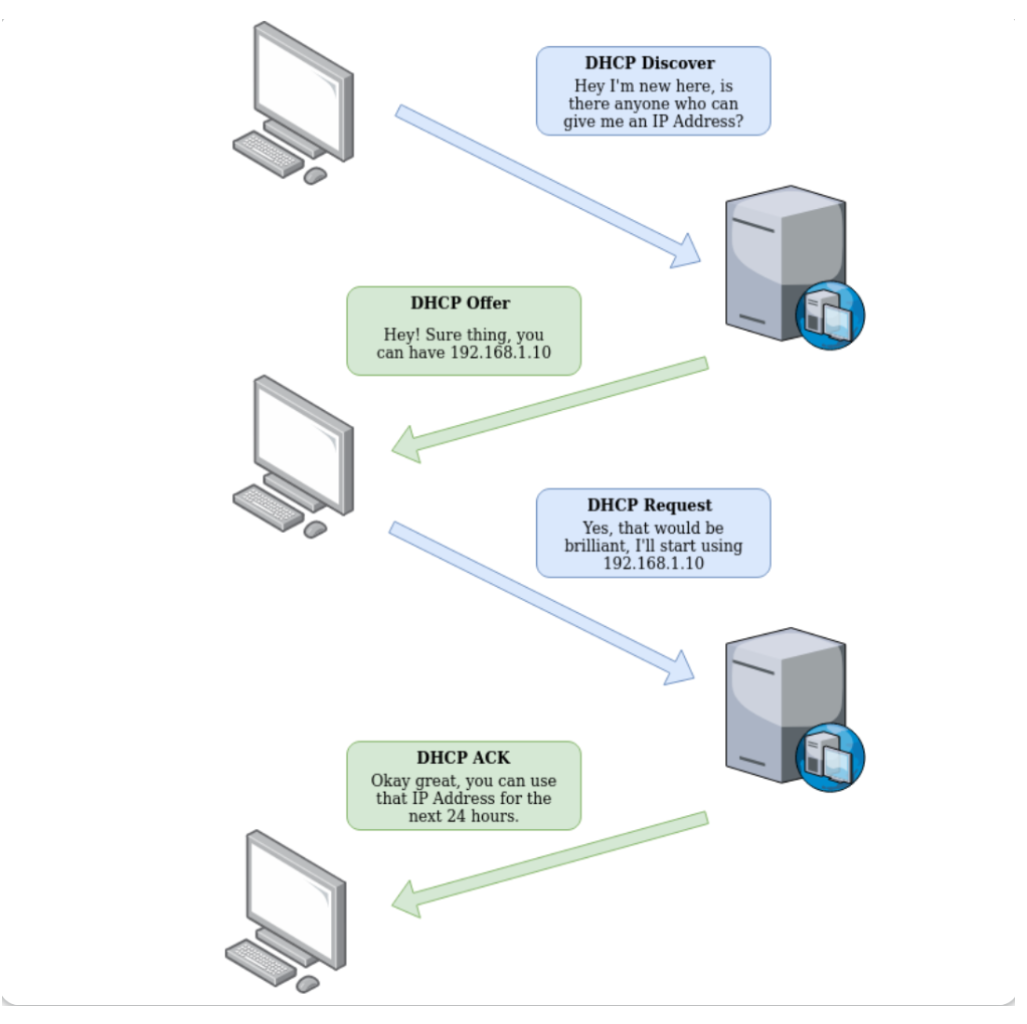 DHCP Discover
Hey I'm new here, is
there anyone who can
give me an IP Address?
DHCP Offer
Hey! Sure thing, you
can have 192.168.1.10
DHCP Request
Yes, that would be
brilliant, I'll start using
192.168.1.10
DHCP ACK
Okay great, you can use
that IP Address for the
next 24 hours.